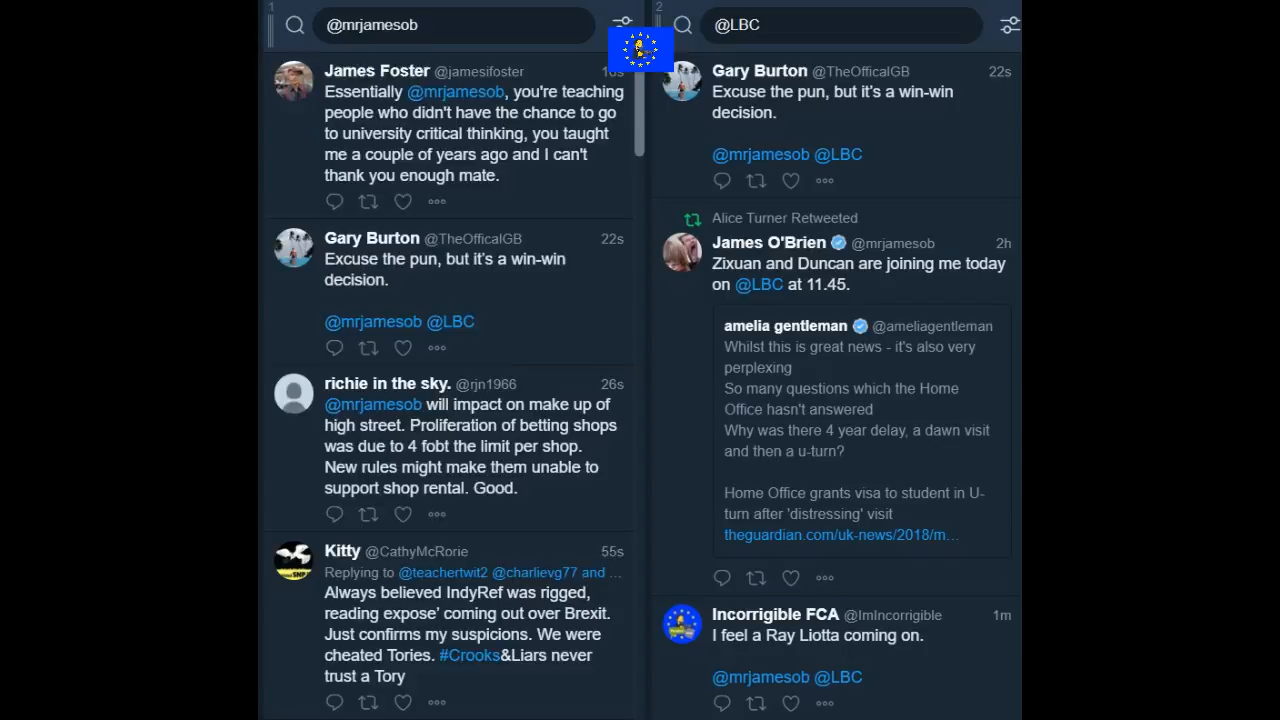 1
@mrjamesob
James Foster @jamesifoster
Essentially @mrjamesob, you're teaching
people who didn't have the chance to go
to university critical thinking, you taught
me a couple of years ago and I can't
thank you enough mate.
Gary Burton @TheOfficalGB 22s
Excuse the pun, but it's a win-win
decision.
@mrjamesob @LBC
richie in the sky. @rjn1966 26s
@mrjamesob will impact on make up of
high street. Proliferation of betting shops
was due to 4 fobt the limit per shop.
New rules might make them unable to
support shop rental. Good.
Kitty @CathyMcRorie 55s
Replying to @teachertwit2 @charlievg77 and ...
Always believed IndyRef was rigged,
reading expose' coming out over Brexit.
Just confirms my suspicions. We were
cheated Tories. #Crooks&Liars never
trust a Tory
2
@LBC
Gary Burton @TheOfficalGB 22s
Excuse the pun, but it's a win-win
decision.
@mrjamesob @LBC
Alice Turner Retweeted
James O'Brien @mrjamesob 2h
Zixuan and Duncan are joining me today
on @LBC at 11.45.
amelia gentleman @ameliagentleman
Whilst this is great news - it's also very
perplexing
So many questions which the Home
Office hasn't answered
Why was there 4 year delay, a dawn visit
and then a u-turn?
Home Office grants visa to student in U-
turn after 'distressing' visit
theguardian.com/uk-news/2018/m...
Incorrigible FCA @ImIncorrigible 1m
I feel a Ray Liotta coming on.
@mrjamesob @LBC